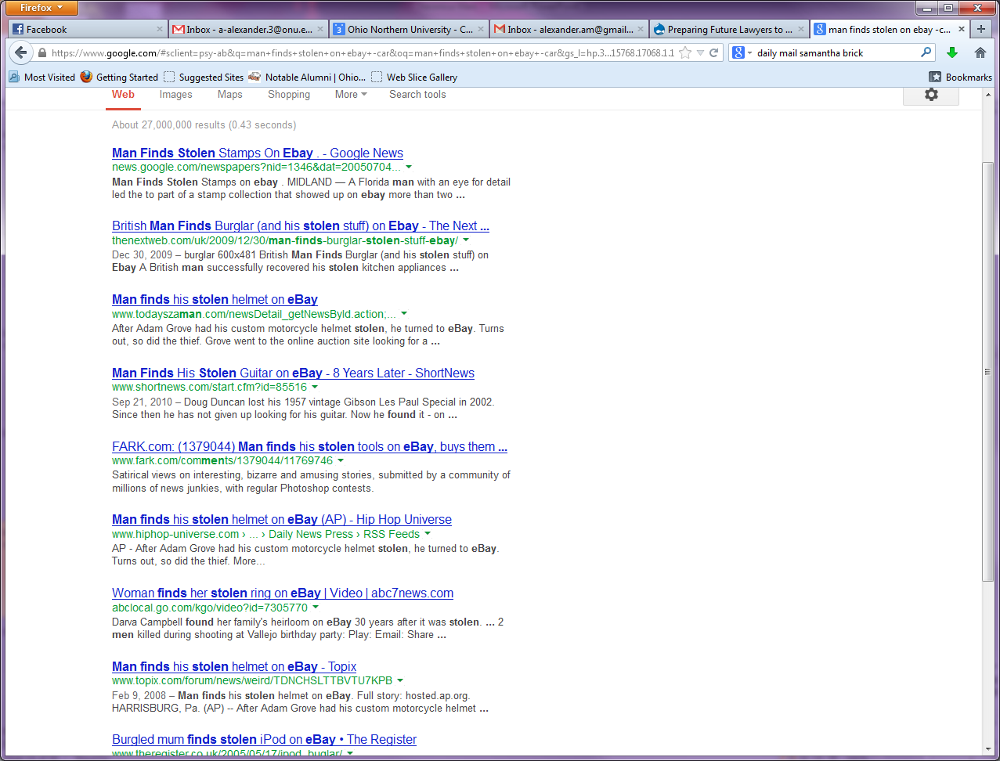 Firefox
Facebook
Inbox - a-alexander.3@onu.e...
Ohio Northern University - C...
Inbox - alexander.am@gmail...
Preparing Future Lawyers to ...
man finds stolen on ebay -c...
https://www.google.com/#sclient=psy-ab&q=man+finds+stolen+on+ebay+-car&oq=man+finds+stolen+on+ebay+-car&gs_l=hp.3...15768.17068.1.1
daily mail samantha brick
Most Visited
Getting Started
Suggested Sites
Notable Alumni | Ohio...
Web Slice Gallery
Bookmarks
Web Images Maps Shopping More Search tools
About 27,000,000 results (0.43 seconds)
Man Finds Stolen Stamps On Ebay . - Google News
news.google.com/newspapers?nid=1346&dat=20050704...
Man Finds Stolen Stamps on ebay . MIDLAND — A Florida man with an eye for detail
led the to part of a stamp collection that showed up on ebay more than two ...
British Man Finds Burglar (and his stolen stuff) on Ebay - The Next ...
thenextweb.com/uk/2009/12/30/man-finds-burglar-stolen-stuff-ebay/
Dec 30, 2009 – burglar 600x481 British Man Finds Burglar (and his stolen stuff) on
Ebay A British man successfully recovered his stolen kitchen appliances ...
Man finds his stolen helmet on eBay
www.todayszaman.com/newsDetail_getNewsById.action;...
After Adam Grove had his custom motorcycle helmet stolen, he turned to eBay. Turns
out, so did the thief. Grove went to the online auction site looking for a ...
Man Finds His Stolen Guitar on eBay - 8 Years Later - ShortNews
www.shortnews.com/start.cfm?id=85516
Sep 21, 2010 – Doug Duncan lost his 1957 vintage Gibson Les Paul Special in 2002.
Since then he has not given up looking for his guitar. Now he found it - on ...
FARK.com: (1379044) Man finds his stolen tools on eBay, buys them ...
www.fark.com/comments/1379044/11769746
Satirical views on interesting, bizarre and amusing stories, submitted by a community of
millions of news junkies, with regular Photoshop contests.
Man finds his stolen helmet on eBay (AP) - Hip Hop Universe
www.hiphop-universe.com › ... › Daily News Press › RSS Feeds
AP - After Adam Grove had his custom motorcycle helmet stolen, he turned to eBay.
Turns out, so did the thief. More...
Woman finds her stolen ring on eBay | Video | abc7news.com
abclocal.go.com/kgo/video?id=7305770
Darva Campbell found her family's heirloom on eBay 30 years after it was stolen. ... 2
men killed during shooting at Vallejo birthday party: Play: Email: Share ...
Man finds his stolen helmet on eBay - Topix
www.topix.com/forum/news/weird/TDNCHSLTTBVTU7KPB
Feb 9, 2008 – Man finds his stolen helmet on eBay. Full story: hosted.ap.org.
HARRISBURG, Pa. (AP) -- After Adam Grove had his custom motorcycle helmet ...
Burgled mum finds stolen iPod on eBay • The Register
www.theregister.co.uk/2005/05/17/ipod_buglar/